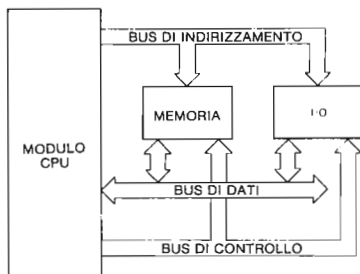 BUS DI INDIRIZZAMENTO
MEMORIA
I·O
MODULO
CPU
BUS DI DATI
BUS DI CONTROLLO